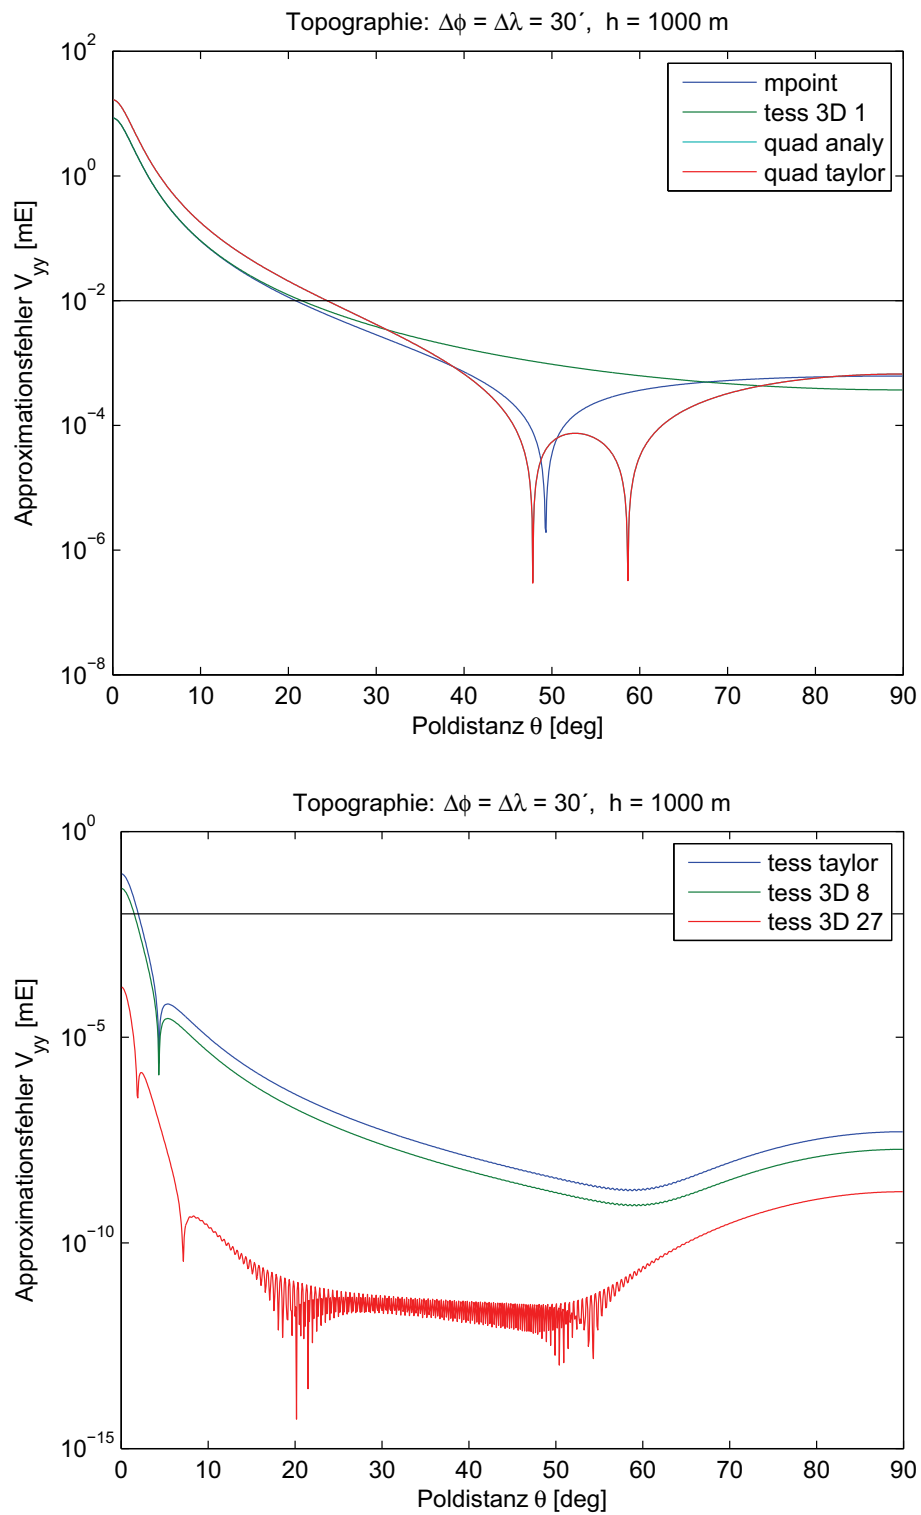 Topographie: Δϕ = Δλ = 30´, h = 1000 m
10^2
10^0
10^-2
10^-4
10^-6
10^-8
Approximationsfehler V_yy [mE]
mpoint
tess 3D 1
quad analy
quad taylor
0 10 20 30 40 50 60 70 80 90
Poldistanz θ [deg]
Topographie: Δϕ = Δλ = 30´, h = 1000 m
10^0
10^-5
10^-10
10^-15
Approximationsfehler V_yy [mE]
tess taylor
tess 3D 8
tess 3D 27
0 10 20 30 40 50 60 70 80 90
Poldistanz θ [deg]